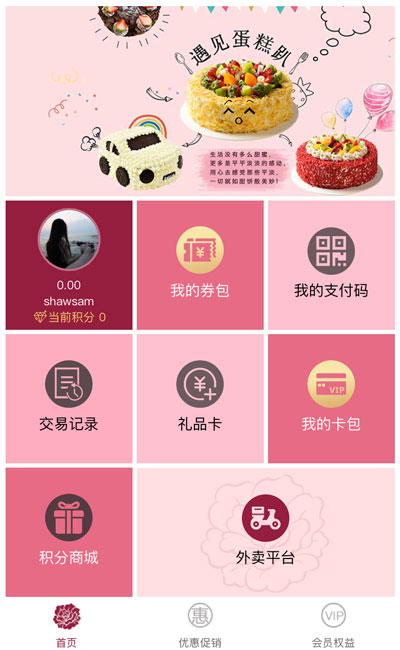 遇见蛋糕趴
生活没有多么甜蜜，
更多是平平淡淡的感动，
用心去感受那些平淡，
一切就如甜饼般美妙！
0.00
shawsam
当前积分 0
我的券包
我的支付码
交易记录
礼品卡
VIP
我的卡包
积分商城
外卖平台
惠
VIP
首页
优惠促销
会员权益